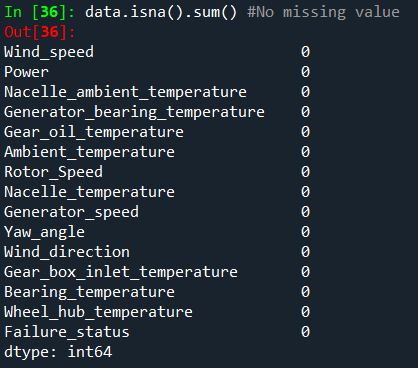 In [36]: data.isna().sum() #No missing value
Out[36]:
Wind_speed 0
Power 0
Nacelle_ambient_temperature 0
Generator_bearing_temperature 0
Gear_oil_temperature 0
Ambient_temperature 0
Rotor_Speed 0
Nacelle_temperature 0
Generator_speed 0
Yaw_angle 0
Wind_direction 0
Gear_box_inlet_temperature 0
Bearing_temperature 0
Wheel_hub_temperature 0
Failure_status 0
dtype: int64